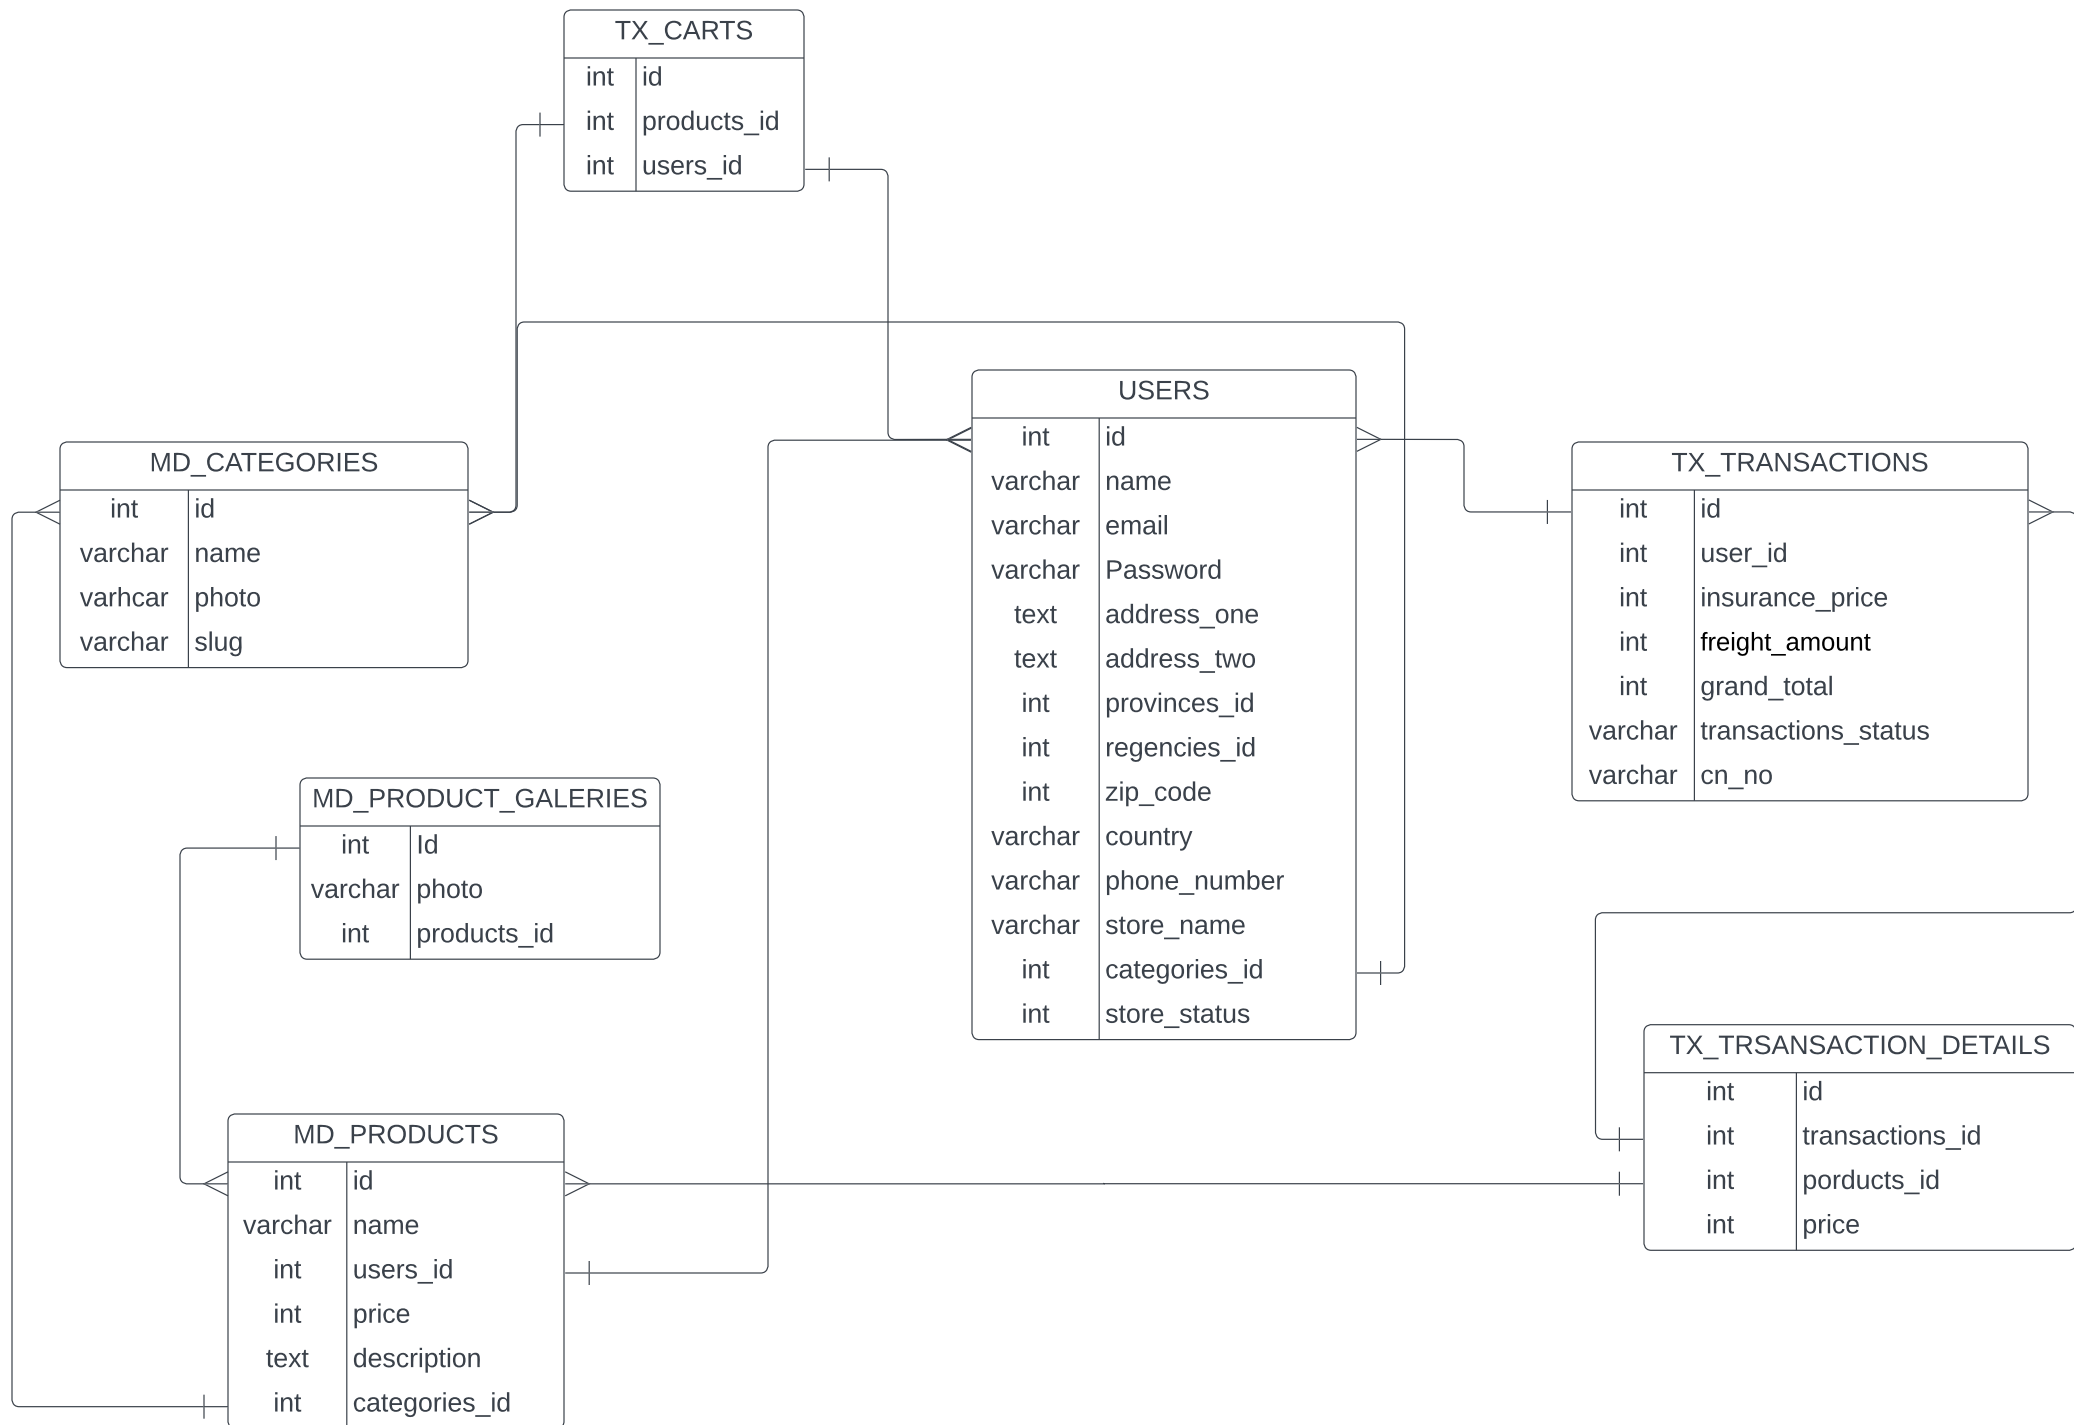 TX_CARTS
int id
int products_id
int users_id
MD_CATEGORIES
int id
varchar name
varhcar photo
varchar slug
USERS
int id
varchar name
varchar email
varchar Password
text address_one
text address_two
int provinces_id
int regencies_id
int zip_code
varchar country
varchar phone_number
varchar store_name
int categories_id
int store_status
TX_TRANSACTIONS
int id
int user_id
int insurance_price
int freight_amount
int grand_total
varchar transactions_status
varchar cn_no
MD_PRODUCT_GALERIES
int Id
varchar photo
int products_id
MD_PRODUCTS
int id
varchar name
int users_id
int price
text description
int categories_id
TX_TRSANSACTION_DETAILS
int id
int transactions_id
int porducts_id
int price